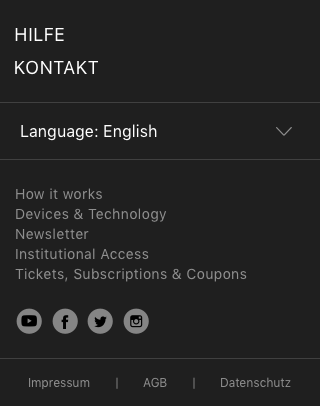 HILFE
KONTAKT
Language: English
How it works
Devices & Technology
Newsletter
Institutional Access
Tickets, Subscriptions & Coupons
Impressum | AGB | Datenschutz